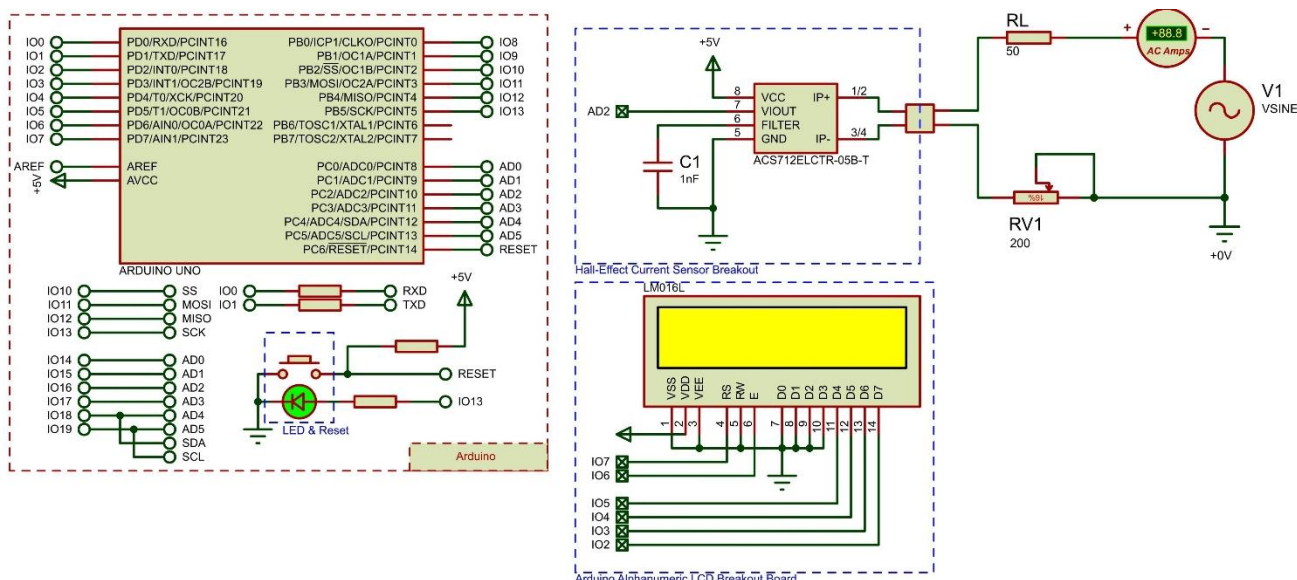 IO0
IO1
IO2
IO3
IO4
IO5
IO6
IO7
AREF
+5V
PD0/RXD/PCINT16
PD1/TXD/PCINT17
PD2/INT0/PCINT18
PD3/INT1/OC2B/PCINT19
PD4/T0/XCK/PCINT20
PD5/T1/OC0B/PCINT21
PD6/AIN0/OC0A/PCINT22
PD7/AIN1/PCINT23
AREF
AVCC
PB0/ICP1/CLKO/PCINT0
PB1/OC1A/PCINT1
PB2/SS/OC1B/PCINT2
PB3/MOSI/OC2A/PCINT3
PB4/MISO/PCINT4
PB5/SCK/PCINT5
PB6/TOSC1/XTAL1/PCINT6
PB7/TOSC2/XTAL2/PCINT7
PC0/ADC0/PCINT8
PC1/ADC1/PCINT9
PC2/ADC2/PCINT10
PC3/ADC3/PCINT11
PC4/ADC4/SDA/PCINT12
PC5/ADC5/SCL/PCINT13
PC6/RESET/PCINT14
IO8
IO9
IO10
IO11
IO12
IO13
AD0
AD1
AD2
AD3
AD4
AD5
RESET
ARDUINO UNO
IO10 SS
IO11 MOSI
IO12 MISO
IO13 SCK
IO0 RXD
IO1 TXD
+5V
IO14 AD0
IO15 AD1
IO16 AD2
IO17 AD3
IO18 AD4
IO19 AD5
SDA
SCL
RESET
IO13
LED & Reset
Arduino
+5V
AD2
8 VCC IP+ 1/2
7 VIOUT
6 FILTER IP- 3/4
5 GND
ACS712ELCTR-05B-T
C1
1nF
Hall-Effect Current Sensor Breakout
RL
50
+ +88.8 −
AC Amps
V1
VSINE
RV1
200
+0V
LM016L
VSS VDD VEE RS RW E D0 D1 D2 D3 D4 D5 D6 D7
1 2 3 4 5 6 7 8 9 10 11 12 13 14
IO7
IO6
IO5
IO4
IO3
IO2
Arduino Alphanumeric LCD Breakout Board